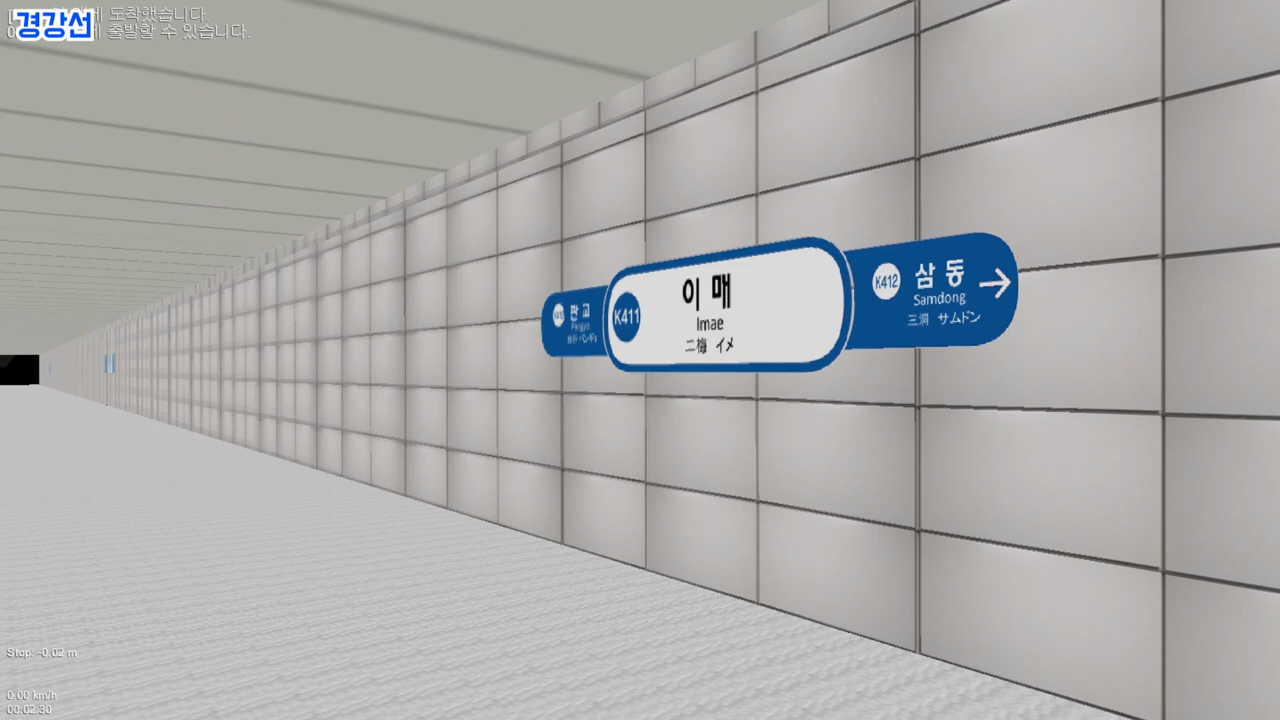 도착했습니다.
경강선
출발할 수 있습니다.
판교
Pangyo
K411
이매
Imae
二梅 イメ
K412
삼동
Samdong
三洞 サムドン
Stop: -0.02 m
0.00 km/h
00:02:30